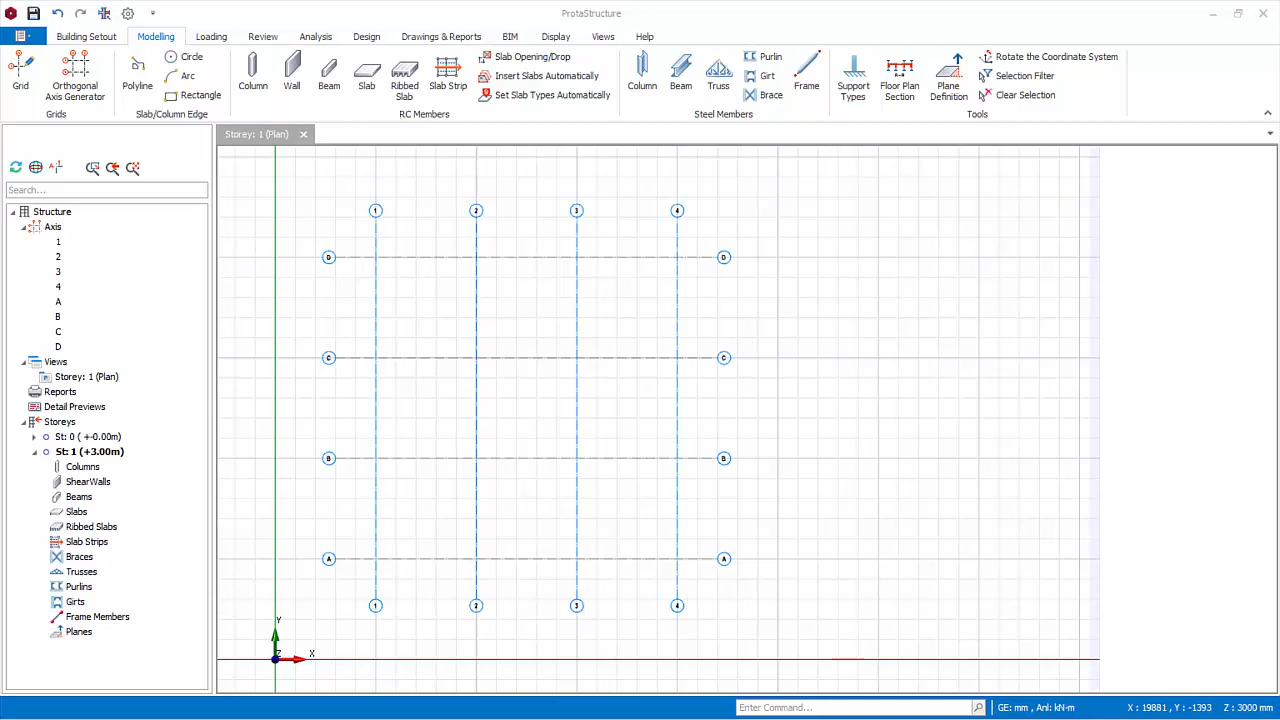 ProtaStructure
Building Setout Modelling Loading Review Analysis Design Drawings & Reports BIM Display Views Help
Grid
Orthogonal
Axis Generator
Grids
Polyline
Circle
Arc
Rectangle
Slab/Column Edge
Column
Wall
Beam
Slab
Ribbed
Slab
Slab Strip
Slab Opening/Drop
Insert Slabs Automatically
Set Slab Types Automatically
RC Members
Column
Beam
Truss
Purlin
Girt
Brace
Frame
Steel Members
Support
Types
Floor Plan
Section
Plane
Definition
Rotate the Coordinate System
Selection Filter
Clear Selection
Tools
Storey: 1 (Plan)
Search...
Structure
Axis
1
2
3
4
A
B
C
D
Views
Storey: 1 (Plan)
Reports
Detail Previews
Storeys
St: 0 ( +-0.00m)
St: 1 (+3.00m)
Columns
ShearWalls
Beams
Slabs
Ribbed Slabs
Slab Strips
Braces
Trusses
Purlins
Girts
Frame Members
Planes
1 2 3 4
D D
C C
B B
A A
1 2 3 4
Y
Z X
Enter Command... GE: mm , Anl: kN-m X : 19881 , Y : -1393 Z : 3000 mm